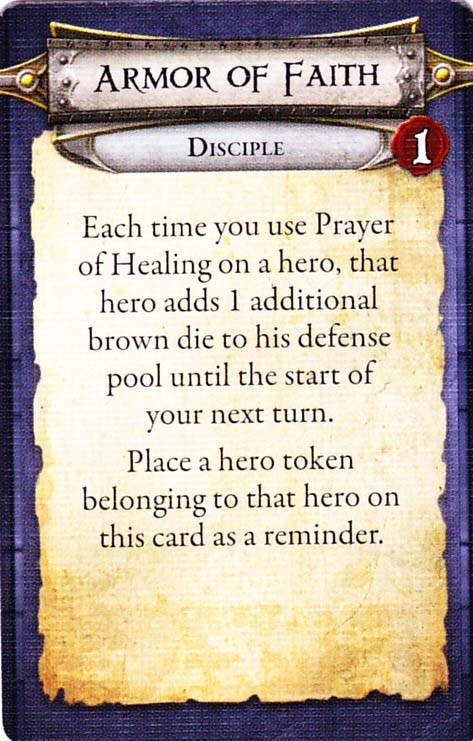 Armor of Faith
Disciple
1
Each time you use Prayer
of Healing on a hero, that
hero adds 1 additional
brown die to his defense
pool until the start of
your next turn.
Place a hero token
belonging to that hero on
this card as a reminder.